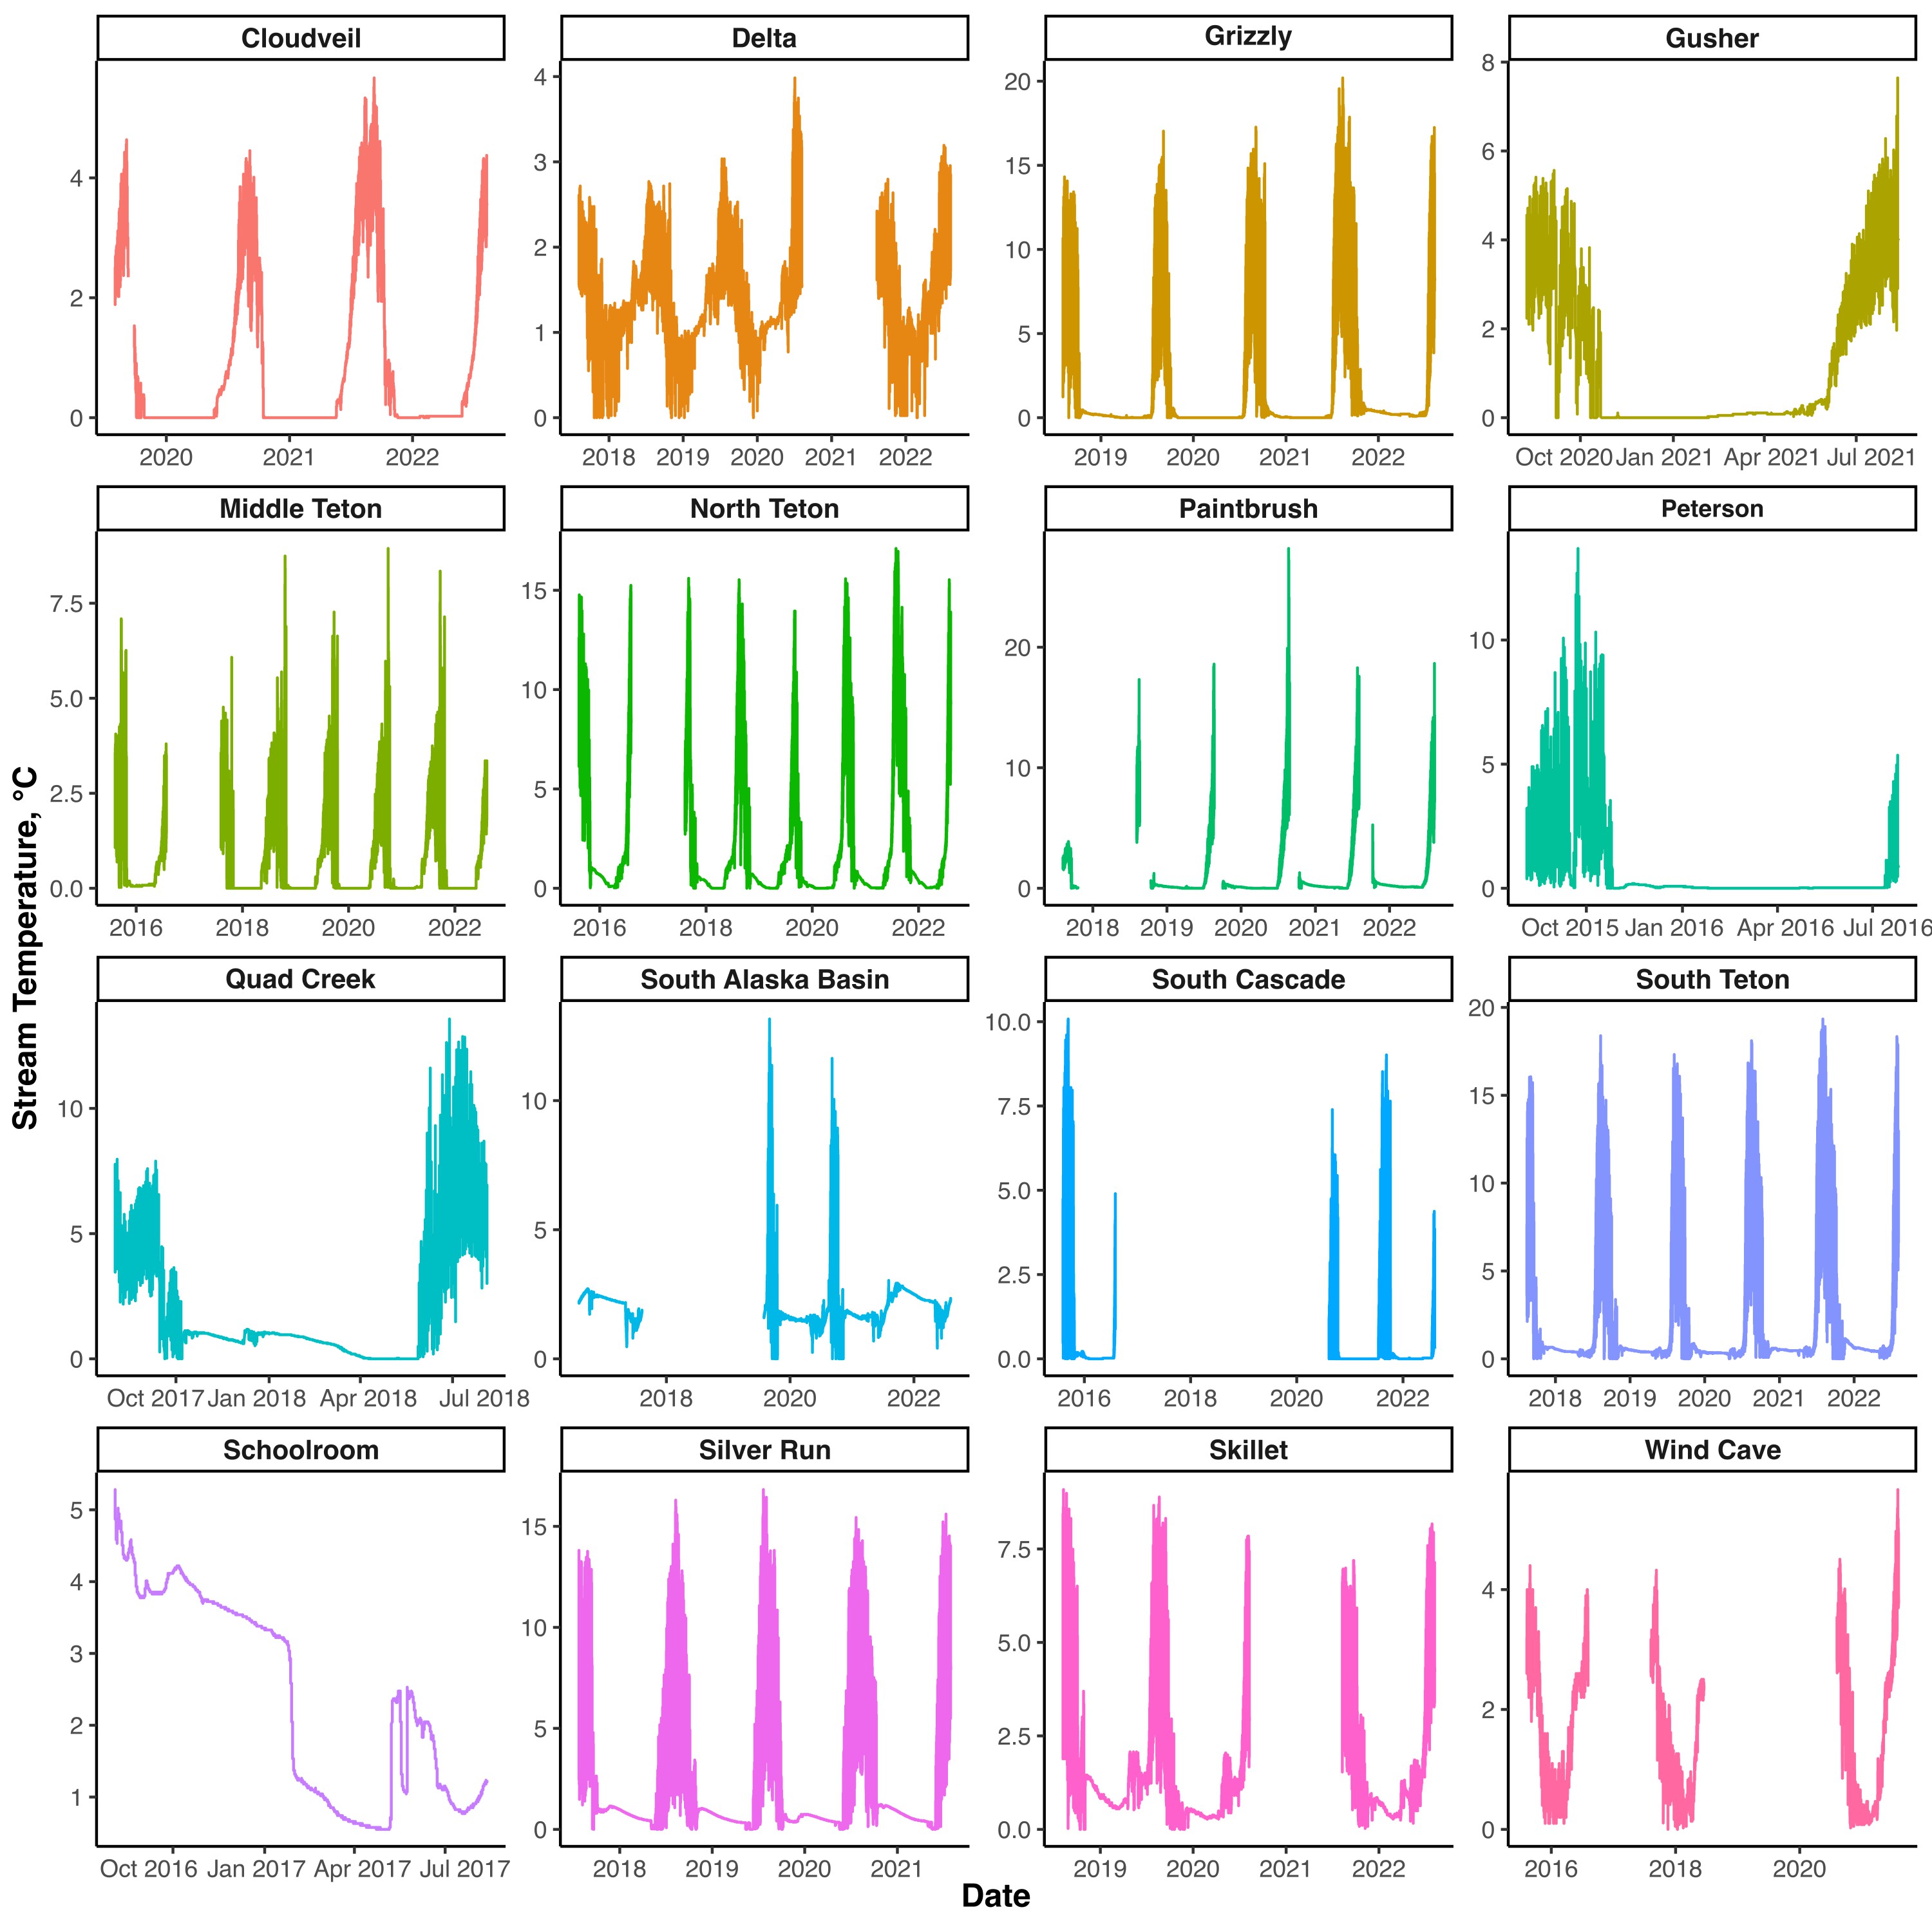 Cloudveil Delta Grizzly Gusher
4 2 0
4 3 2 1 0
20 15 10 5 0
8 6 4 2 0
2020 2021 2022
2018 2019 2020 2021 2022
2019 2020 2021 2022
Oct 2020 Jan 2021 Apr 2021 Jul 2021
Middle Teton North Teton Paintbrush Peterson
7.5 5.0 2.5 0.0
15 10 5 0
20 10 0
10 5 0
2016 2018 2020 2022
2016 2018 2020 2022
2018 2019 2020 2021 2022
Oct 2015 Jan 2016 Apr 2016 Jul 2016
Stream Temperature, °C
Quad Creek South Alaska Basin South Cascade South Teton
10 5 0
10 5 0
10.0 7.5 5.0 2.5 0.0
20 15 10 5 0
Oct 2017 Jan 2018 Apr 2018 Jul 2018
2018 2020 2022
2016 2018 2020 2022
2018 2019 2020 2021 2022
Schoolroom Silver Run Skillet Wind Cave
5 4 3 2 1
15 10 5 0
7.5 5.0 2.5 0.0
4 2 0
Oct 2016 Jan 2017 Apr 2017 Jul 2017
2018 2019 2020 2021
2019 2020 2021 2022
2016 2018 2020
Date